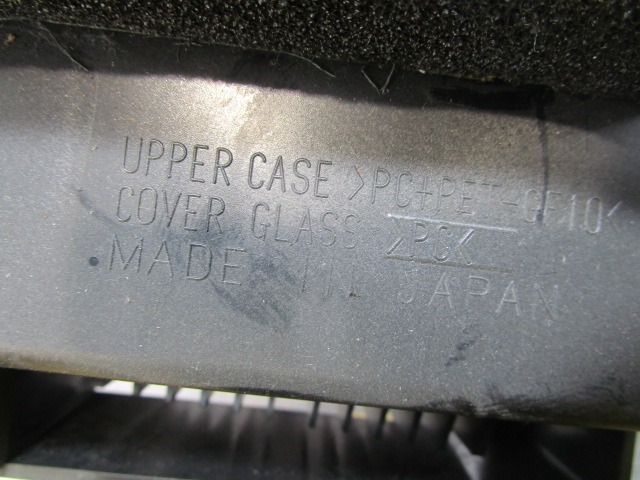 UPPER CASE >PC+PET-GF10<
COVER GLASS >PC<
MADE IN JAPAN